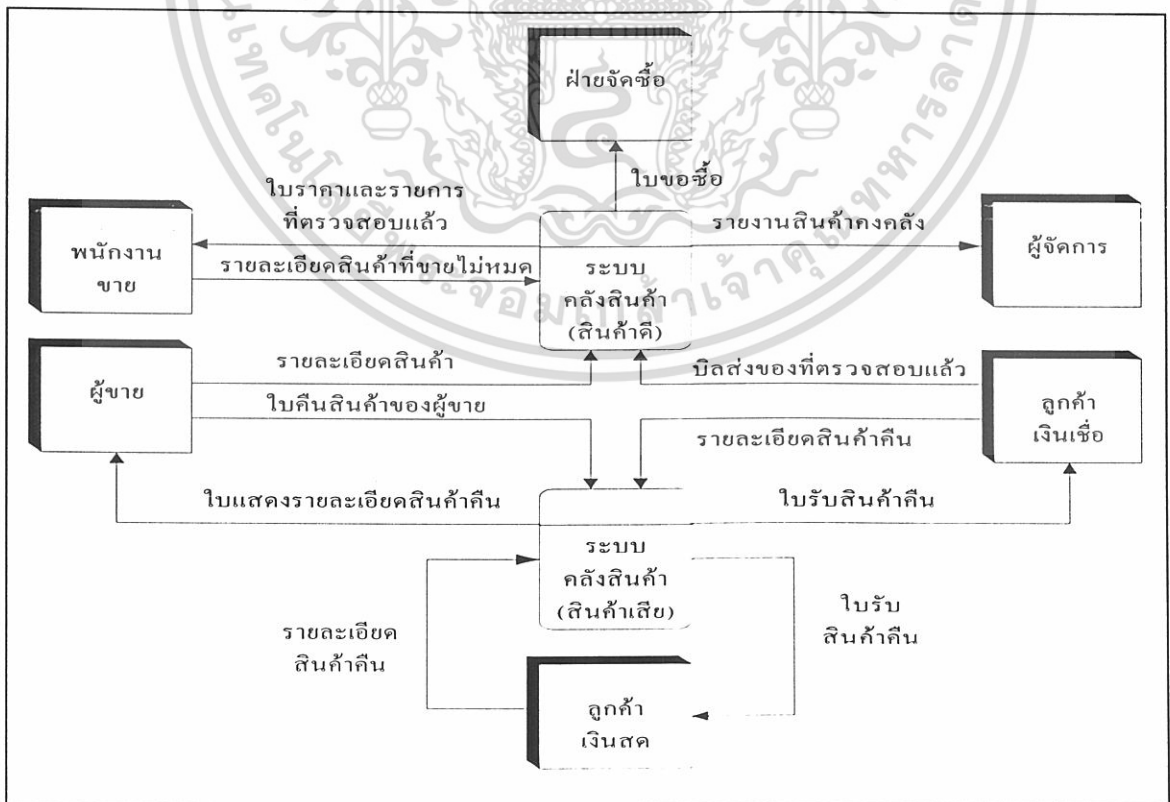 ฝ่ายจัดซื้อ
ใบขอซื้อ
ใบราคาและรายการ
ที่ตรวจสอบแล้ว
รายงานสินค้าคงคลัง
พนักงาน
ขาย
รายละเอียดสินค้าที่ขายไม่หมด
ระบบ
คลังสินค้า
(สินค้าดี)
ผู้จัดการ
รายละเอียดสินค้า
บิลส่งของที่ตรวจสอบแล้ว
ผู้ขาย
ใบคืนสินค้าของผู้ขาย
รายละเอียดสินค้าคืน
ลูกค้า
เงินเชื่อ
ใบแสดงรายละเอียดสินค้าคืน
ใบรับสินค้าคืน
ระบบ
คลังสินค้า
(สินค้าเสีย)
รายละเอียด
สินค้าคืน
ใบรับ
สินค้าคืน
ลูกค้า
เงินสด